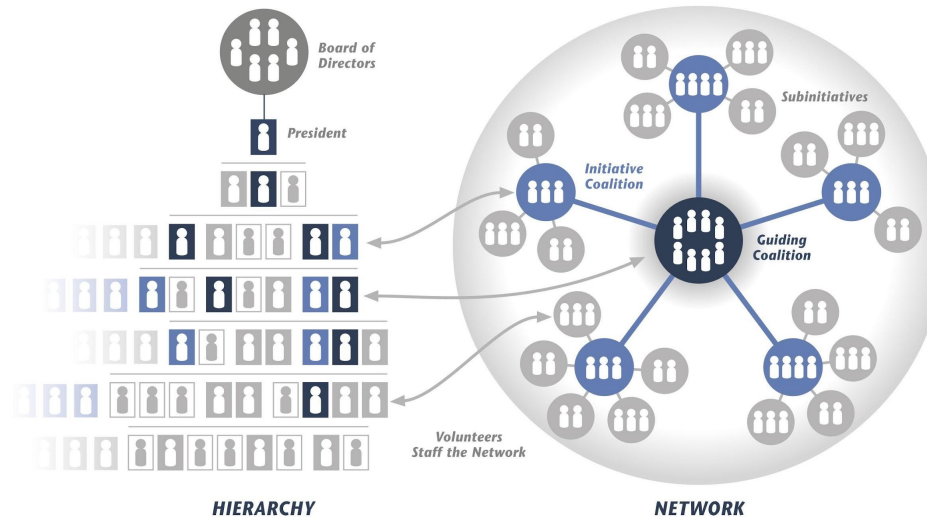 Board of
Directors
President
Subinitiatives
Initiative
Coalition
Guiding
Coalition
Volunteers
Staff the Network
HIERARCHY
NETWORK